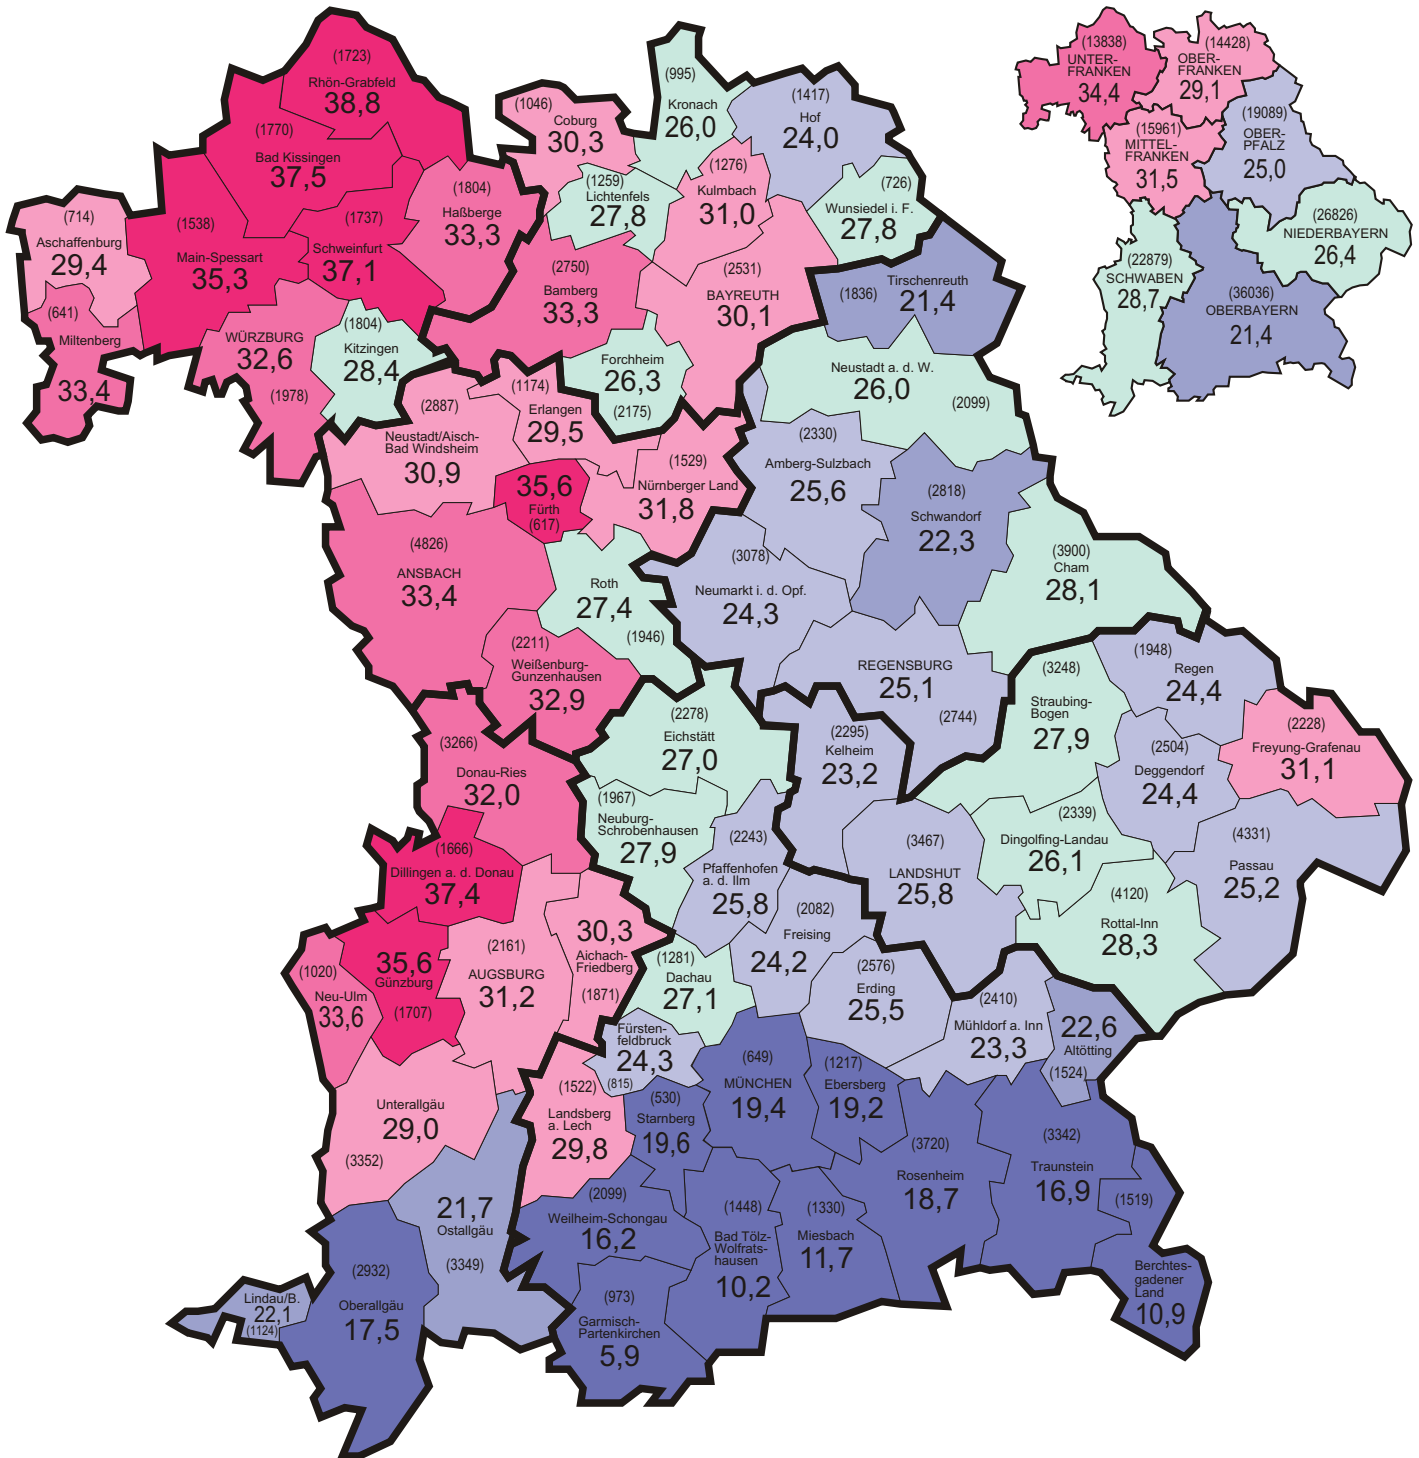 (1723)
Rhön-Grabfeld
38,8
(1770)
Bad Kissingen
37,5
(714)
Aschaffenburg
29,4
(1538)
Main-Spessart
35,3
(1737)
Schweinfurt
37,1
(1804)
Haßberge
33,3
(641)
Miltenberg
33,4
WÜRZBURG
32,6
(1978)
(1804)
Kitzingen
28,4
(1046)
Coburg
30,3
(995)
Kronach
26,0
(1417)
Hof
24,0
(1259)
Lichtenfels
27,8
(1276)
Kulmbach
31,0
(726)
Wunsiedel i. F.
27,8
(2750)
Bamberg
33,3
(2531)
BAYREUTH
30,1
Forchheim
26,3
(2175)
(1836)
Tirschenreuth
21,4
Neustadt a. d. W.
26,0
(2099)
(2887)
Neustadt/Aisch-
Bad Windsheim
30,9
(1174)
Erlangen
29,5
35,6
Fürth
(617)
(1529)
Nürnberger Land
31,8
(4826)
ANSBACH
33,4
Roth
27,4
(1946)
(2211)
Weißenburg-
Gunzenhausen
32,9
(2330)
Amberg-Sulzbach
25,6
(2818)
Schwandorf
22,3
(3900)
Cham
28,1
(3078)
Neumarkt i. d. Opf.
24,3
REGENSBURG
25,1
(2744)
(3248)
Straubing-
Bogen
27,9
(1948)
Regen
24,4
(2228)
Freyung-Grafenau
31,1
(2504)
Deggendorf
24,4
(2295)
Kelheim
23,2
(2339)
Dingolfing-Landau
26,1
(4331)
Passau
25,2
(3467)
LANDSHUT
25,8
(4120)
Rottal-Inn
28,3
(3266)
Donau-Ries
32,0
(1666)
Dillingen a. d. Donau
37,4
(1020)
Neu-Ulm
33,6
35,6
Günzburg
(1707)
(2161)
AUGSBURG
31,2
30,3
Aichach-
Friedberg
(1871)
Unterallgäu
29,0
(3352)
21,7
Ostallgäu
(3349)
(2932)
Oberallgäu
17,5
Lindau/B.
22,1
(1124)
(2278)
Eichstätt
27,0
(1967)
Neuburg-
Schrobenhausen
27,9
(2243)
Pfaffenhofen
a. d. Ilm
25,8
(2082)
Freising
24,2
(1281)
Dachau
27,1
(2576)
Erding
25,5
(2410)
Mühldorf a. Inn
23,3
22,6
Altötting
(1524)
Fürsten-
feldbruck
24,3
(815)
(649)
MÜNCHEN
19,4
(1217)
Ebersberg
19,2
(1522)
Landsberg
a. Lech
29,8
(530)
Starnberg
19,6
(3720)
Rosenheim
18,7
(3342)
Traunstein
16,9
(1519)
Berchtes-
gadener
Land
10,9
(2099)
Weilheim-Schongau
16,2
(1448)
Bad Tölz-
Wolfrats-
hausen
10,2
(1330)
Miesbach
11,7
(973)
Garmisch-
Partenkirchen
5,9
(13838)
UNTER-
FRANKEN
34,4
(14428)
OBER-
FRANKEN
29,1
(15961)
MITTEL-
FRANKEN
31,5
(19089)
OBER-
PFALZ
25,0
(26826)
NIEDERBAYERN
26,4
(22879)
SCHWABEN
28,7
(36036)
OBERBAYERN
21,4